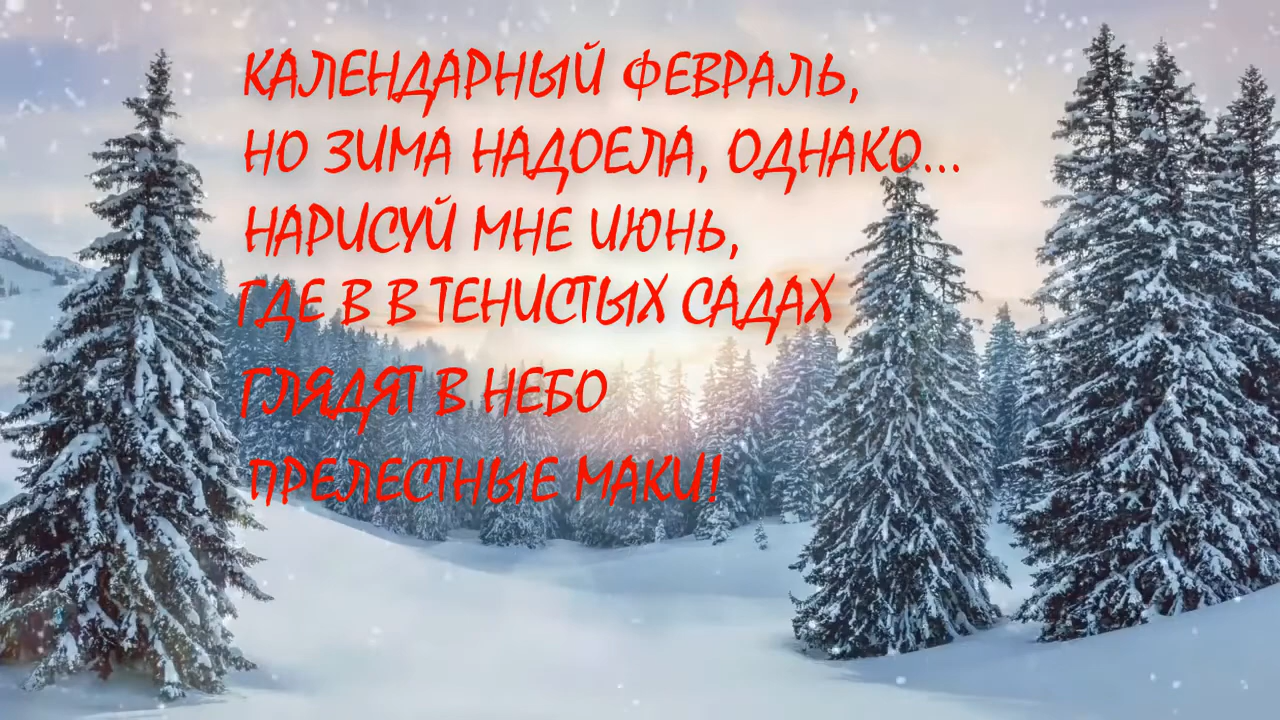 КАЛЕНДАРНЫЙ ФЕВРАЛЬ,
НО ЗИМА НАДОЕЛА, ОДНАКО...
НАРИСУЙ МНЕ ИЮНЬ,
ГДЕ В В ТЕНИСТЫХ САДАХ
ГЛЯДЯТ В НЕБО
ПРЕЛЕСТНЫЕ МАКИ!